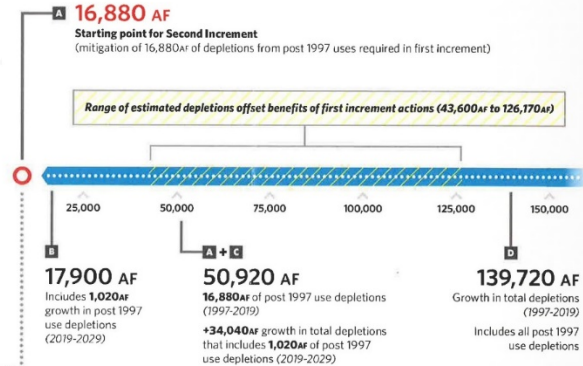 A 16,880 AF
Starting point for Second Increment
(mitigation of 16,880AF of depletions from post 1997 uses required in first increment)
Range of estimated depletions offset benefits of first increment actions (43,600AF to 126,170AF)
25,000 50,000 75,000 100,000 125,000 150,000
B
17,900 AF
Includes 1,020AF
growth in post 1997
use depletions
(2019-2029)
A + C
50,920 AF
16,880AF of post 1997 use depletions
(1997-2019)
+34,040AF growth in total depletions
that includes 1,020AF of post 1997
use depletions (2019-2029)
D
139,720 AF
Growth in total depletions
(1997-2019)
Includes all post 1997
use depletions